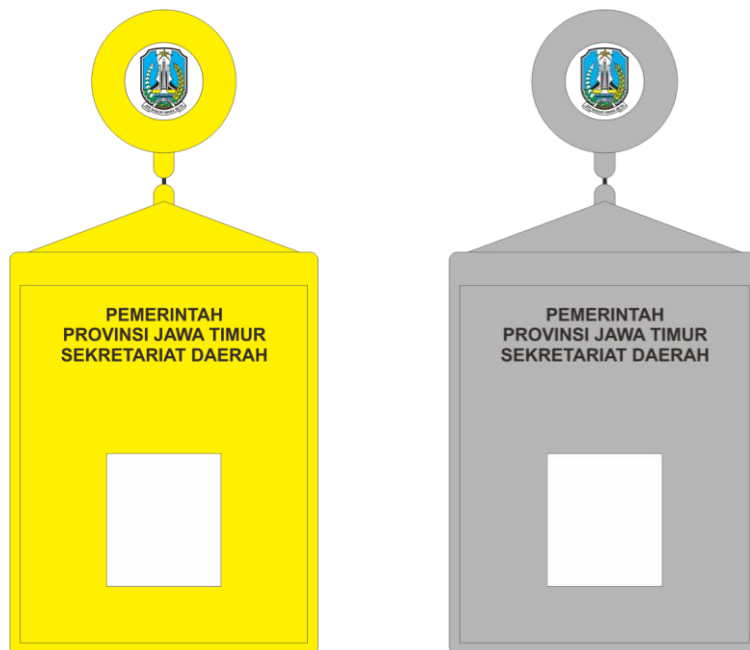 PEMERINTAH
PROVINSI JAWA TIMUR
SEKRETARIAT DAERAH
PEMERINTAH
PROVINSI JAWA TIMUR
SEKRETARIAT DAERAH